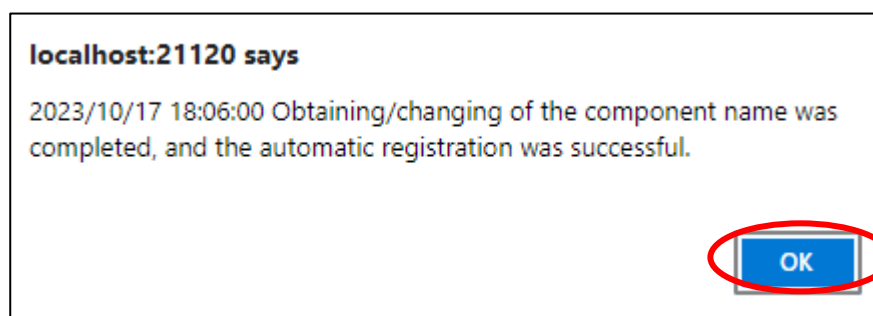 localhost:21120 says
2023/10/17 18:06:00 Obtaining/changing of the component name was
completed, and the automatic registration was successful.
OK